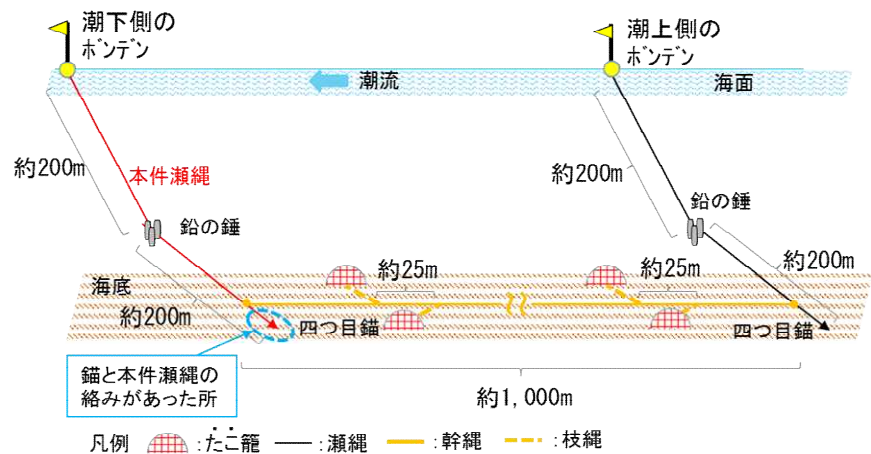 潮下側の
ﾎﾞﾝﾃﾞﾝ
潮上側の
ﾎﾞﾝﾃﾞﾝ
潮流
海面
約200m
本件瀬縄
約200m
鉛の錘
鉛の錘
約200m
約25m
約25m
海底
約200m
四つ目錨
四つ目錨
錨と本件瀬縄の
絡みがあった所
約1,000m
凡例 :たこ籠 :瀬縄 :幹縄 :枝縄